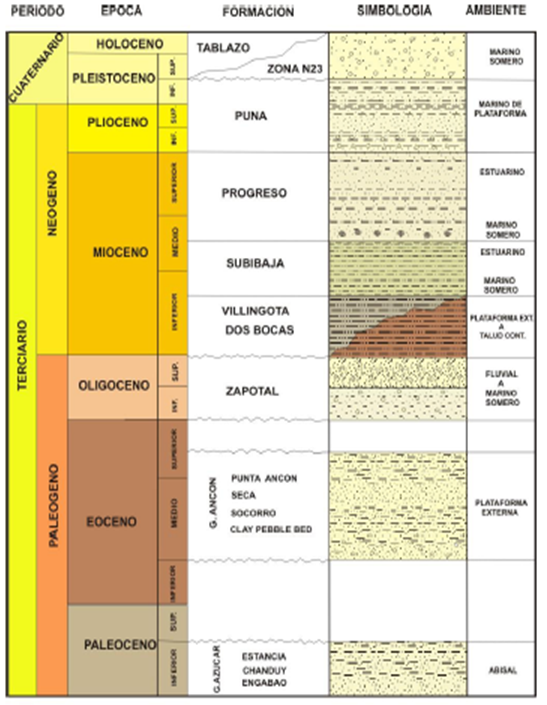 PERIODO EPOCA FORMACION SIMBOLOGIA AMBIENTE
CUATERNARIO
HOLOCENO
PLEISTOCENO
SUP.
INF.
TABLAZO
ZONA N23
MARINO
SOMERO
TERCIARIO
NEOGENO
PLIOCENO
SUP.
INF.
PUNA
MARINO DE
PLATAFORMA
MIOCENO
SUPERIOR
MEDIO
INFERIOR
PROGRESO
ESTUARINO
MARINO
SOMERO
SUBIBAJA
ESTUARINO
MARINO
SOMERO
VILLINGOTA
DOS BOCAS
PLATAFORMA EXT.
A
TALUD CONT.
PALEOGENO
OLIGOCENO
SUP.
INF.
ZAPOTAL
FLUVIAL
A
MARINO
SOMERO
EOCENO
SUPERIOR
MEDIO
INFERIOR
G. ANCON
PUNTA ANCON
SECA
SOCORRO
CLAY PEBBLE BED
PLATAFORMA
EXTERNA
PALEOCENO
SUP.
INFERIOR
G.AZUCAR
ESTANCIA
CHANDUY
ENGABAO
ABISAL